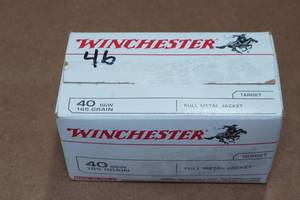 WINCHESTER
46
TARGET
40 S&W
165 GRAIN
FULL METAL JACKET
WINCHESTER
TARGET
40 S&W
165 GRAIN
FULL METAL JACKET